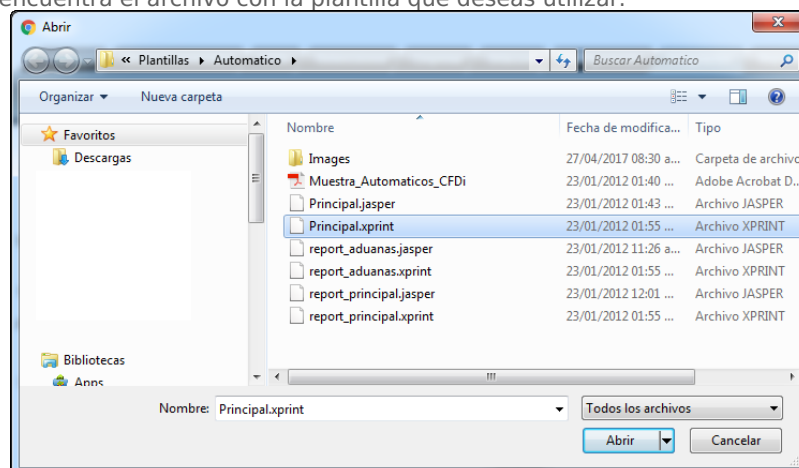 encuentra el archivo con la plantilla que deseas utilizar.
Abrir
« Plantillas Automatico Buscar Automatico
Organizar Nueva carpeta
Nombre Fecha de modifica... Tipo
Favoritos
Descargas
Images 27/04/2017 08:30 a... Carpeta de archivo
Muestra_Automaticos_CFDi 23/01/2012 01:40 ... Adobe Acrobat D...
Principal.jasper 23/01/2012 01:43 ... Archivo JASPER
Principal.xprint 23/01/2012 01:55 ... Archivo XPRINT
report_aduanas.jasper 23/01/2012 11:26 a... Archivo JASPER
report_aduanas.xprint 23/01/2012 01:55 ... Archivo XPRINT
report_principal.jasper 23/01/2012 12:01 ... Archivo JASPER
report_principal.xprint 23/01/2012 01:55 ... Archivo XPRINT
Bibliotecas
Apps
Nombre: Principal.xprint Todos los archivos
Abrir Cancelar